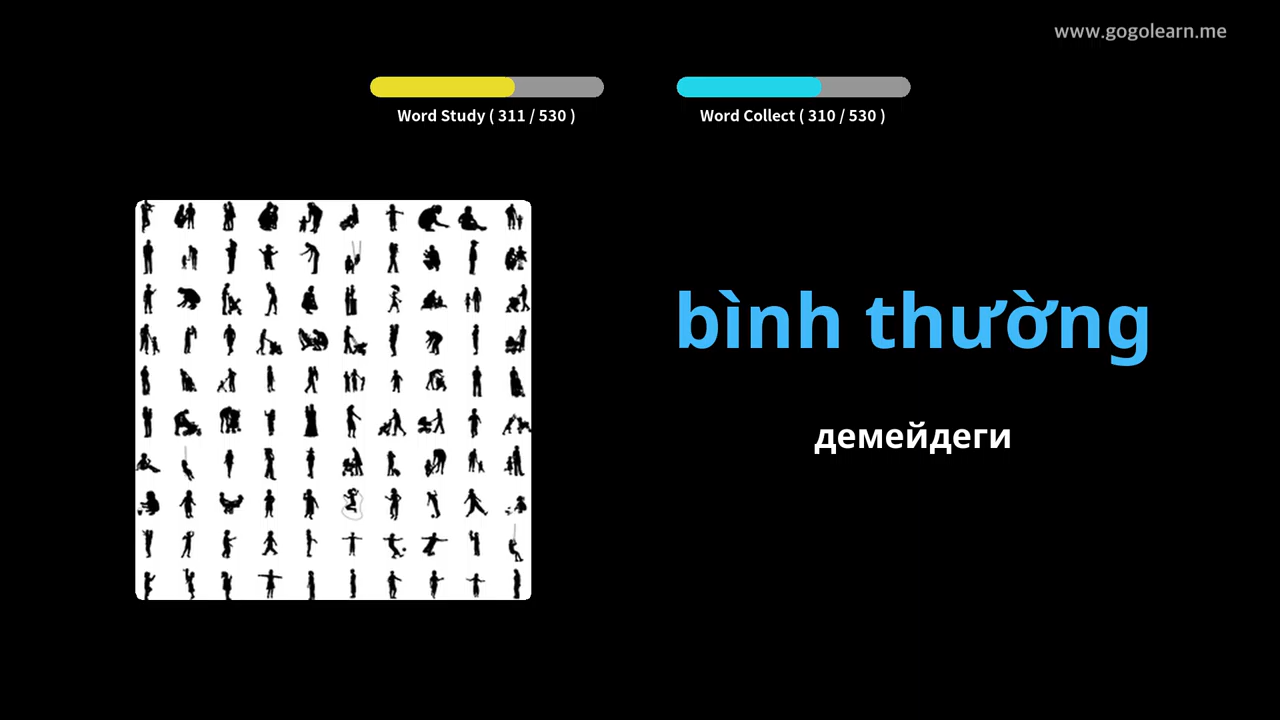 www.gogolearn.me
Word Study ( 311 / 530 )
Word Collect ( 310 / 530 )
bình thường
демейдеги